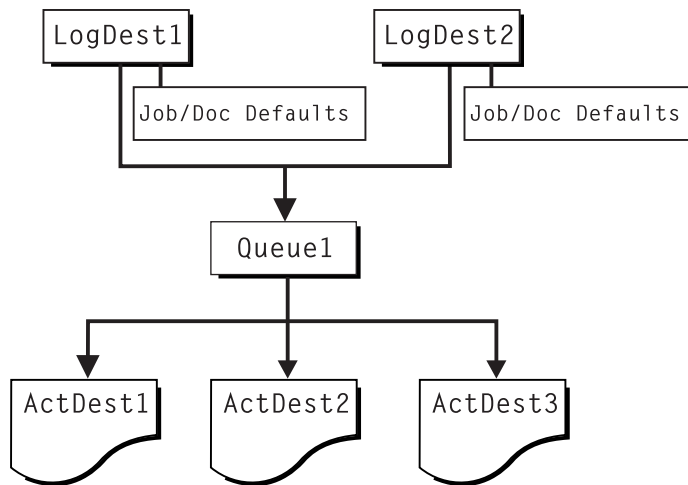 LogDest1
LogDest2
Job/Doc Defaults
Job/Doc Defaults
Queue1
ActDest1
ActDest2
ActDest3